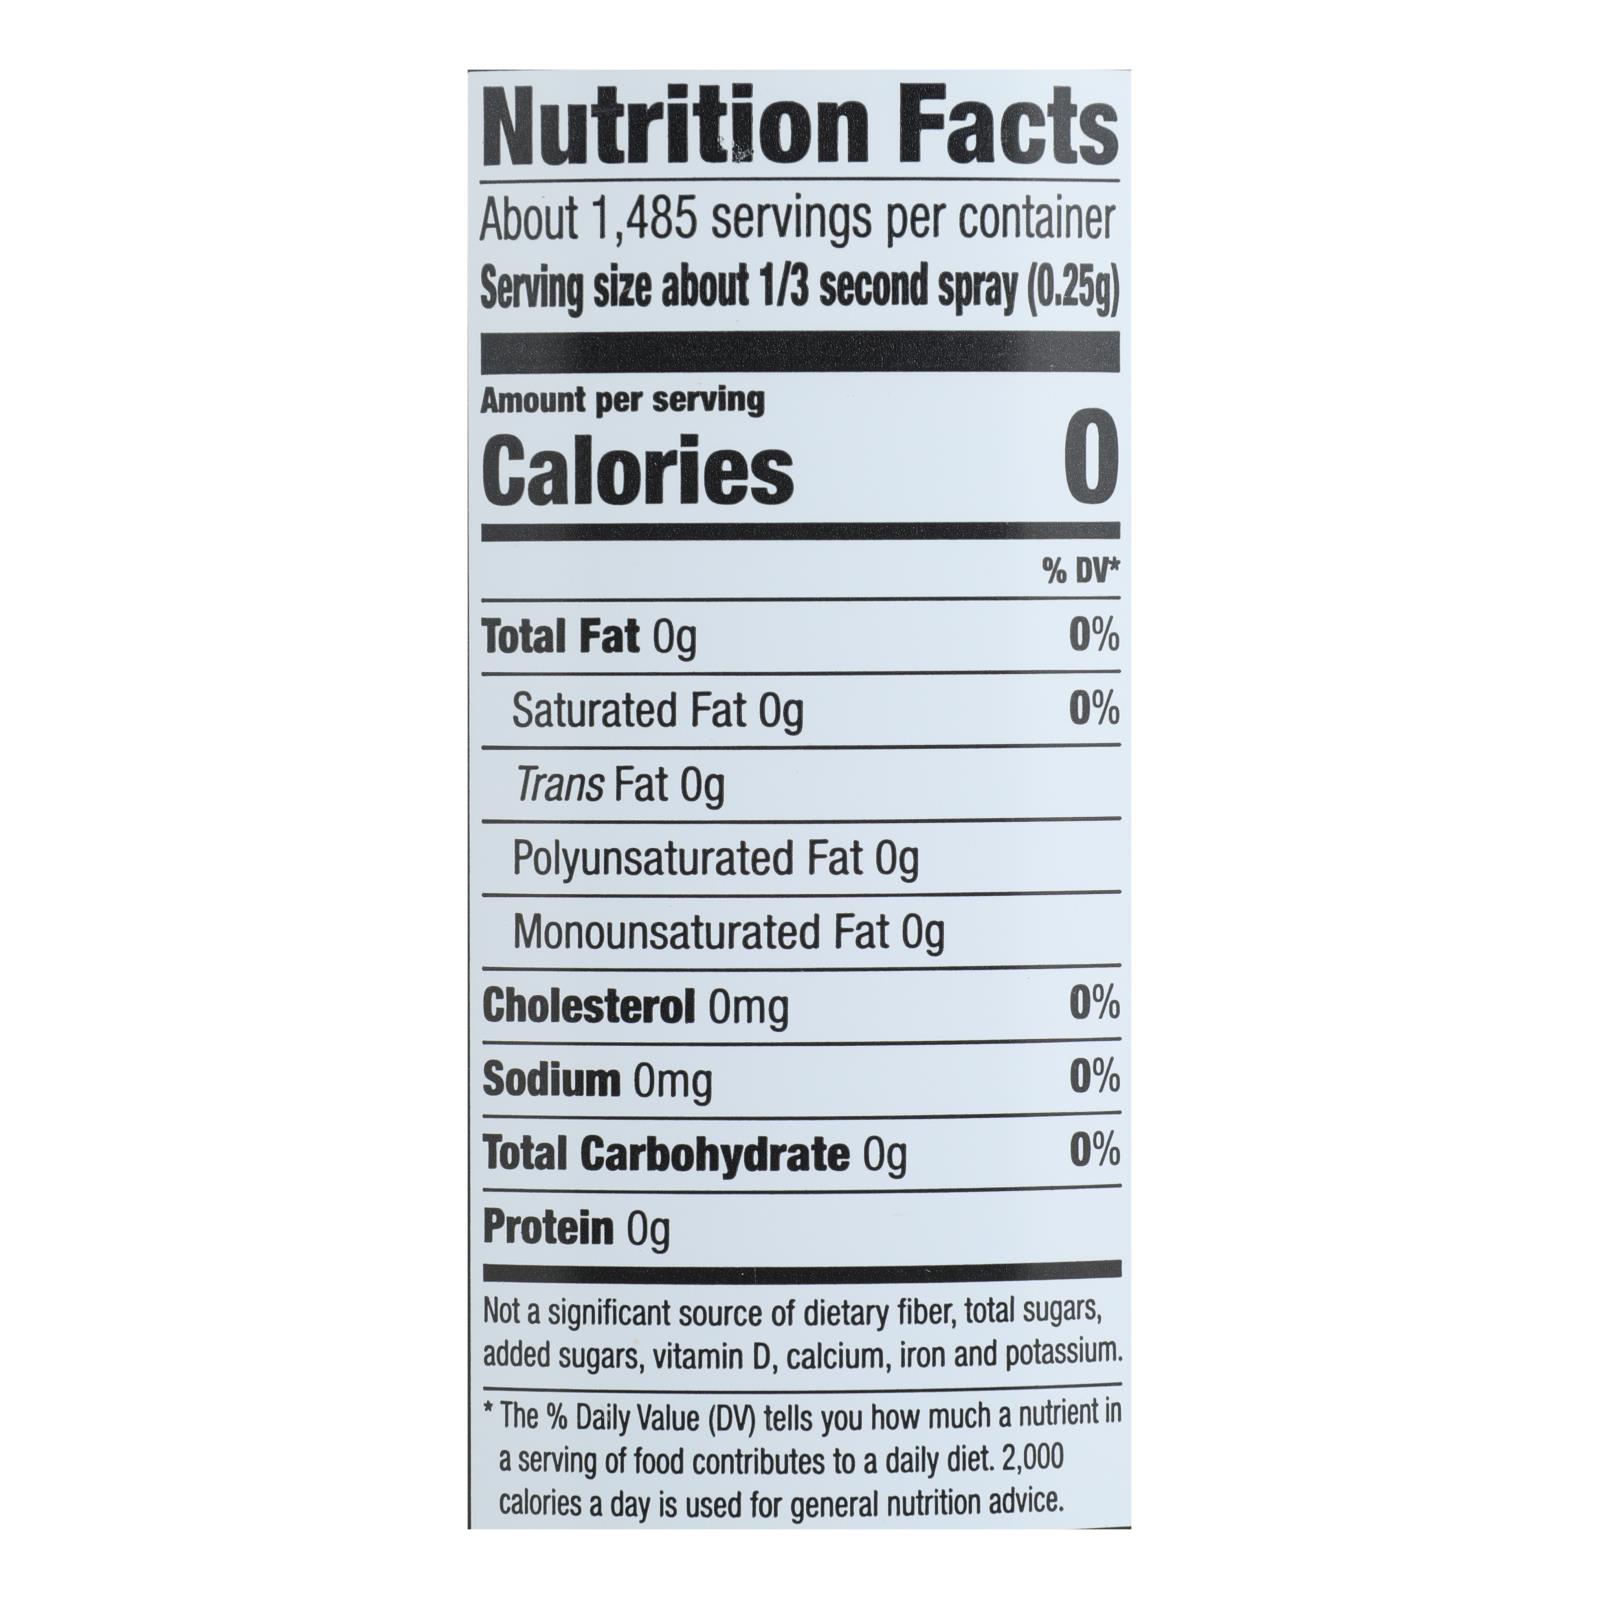 Nutrition Facts
About 1,485 servings per container
Serving size about 1/3 second spray (0.25g)
Amount per serving
Calories 0
% DV*
Total Fat 0g 0%
Saturated Fat 0g 0%
Trans Fat 0g
Polyunsaturated Fat 0g
Monounsaturated Fat 0g
Cholesterol 0mg 0%
Sodium 0mg 0%
Total Carbohydrate 0g 0%
Protein 0g
Not a significant source of dietary fiber, total sugars,
added sugars, vitamin D, calcium, iron and potassium.
* The % Daily Value (DV) tells you how much a nutrient in
a serving of food contributes to a daily diet. 2,000
calories a day is used for general nutrition advice.